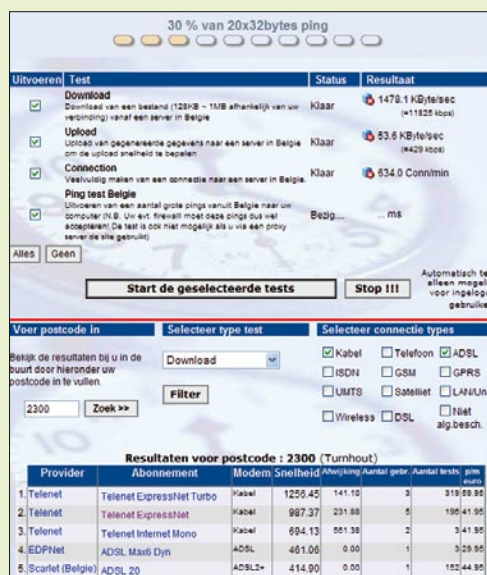 30 % van 20x32bytes ping
Uitvoeren Test Status Resultaat
Download
Download van een bestand (128KB ~ 1MB afhankelijk van uw
verbinding) vanaf een server in Belgie
Klaar
1478.1 KByte/sec
(=11825 kbps)
Upload
Upload van gegenereerde gegevens naar een server in Belgie
om de upload snelheid te bepalen
Klaar
53.6 KByte/sec
(=429 kbps)
Connection
Veelvuldig maken van een connectie naar een server in Belgie.
Klaar
634.0 Conn/min
Ping test Belgie
Uitvoeren van een aantal grote pings vanuit Belgie naar uw
computer (N.B. Uw evt. firewall moet deze pings dus wel
accepteren! De test is ook niet mogelijk als u via een proxy
server de site gebruikt)
Bezig....
... ms
Alles Geen
Start de geselecteerde tests
Stop !!!
Automatisch te
alleen mogeli
voor ingelog
gebruike
Voer postcode in
Bekijk de resultaten bij u in de
buurt door hieronder uw
postcode in te vullen.
2300 Zoek >>
Selecteer type test
Download
Filter
Selecteer connectie types
Kabel Telefoon ADSL
ISDN GSM GPRS
UMTS Satelliet LAN/Un
Wireless DSL Niet
alg.besch.
Resultaten voor postcode : 2300 (Turnhout)
Provider Abonnement Modem Snelheid Afwijking Aantal gebr. Aantal tests p/m euro
1. Telenet Telenet ExpressNet Turbo Kabel 1256.45 141.10 3 319 59.95
2. Telenet Telenet ExpressNet Kabel 987.37 231.88 5 196 41.95
3. Telenet Telenet Internet Mono Kabel 694.13 561.38 2 3 41.95
4. EDPNet ADSL Max6 Dyn ADSL 461.06 0.00 1 3 29.95
5. Scarlet (Belgie) ADSL 20 ADSL2+ 414.90 0.00 1 152 44.95